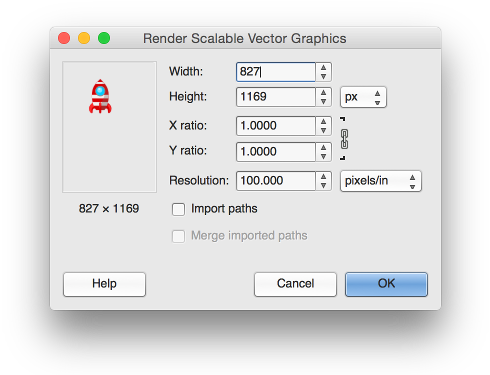 Render Scalable Vector Graphics
Width: 827
Height: 1169 px
X ratio: 1.0000
Y ratio: 1.0000
Resolution: 100.000 pixels/in
827 × 1169
Import paths
Merge imported paths
Help Cancel OK